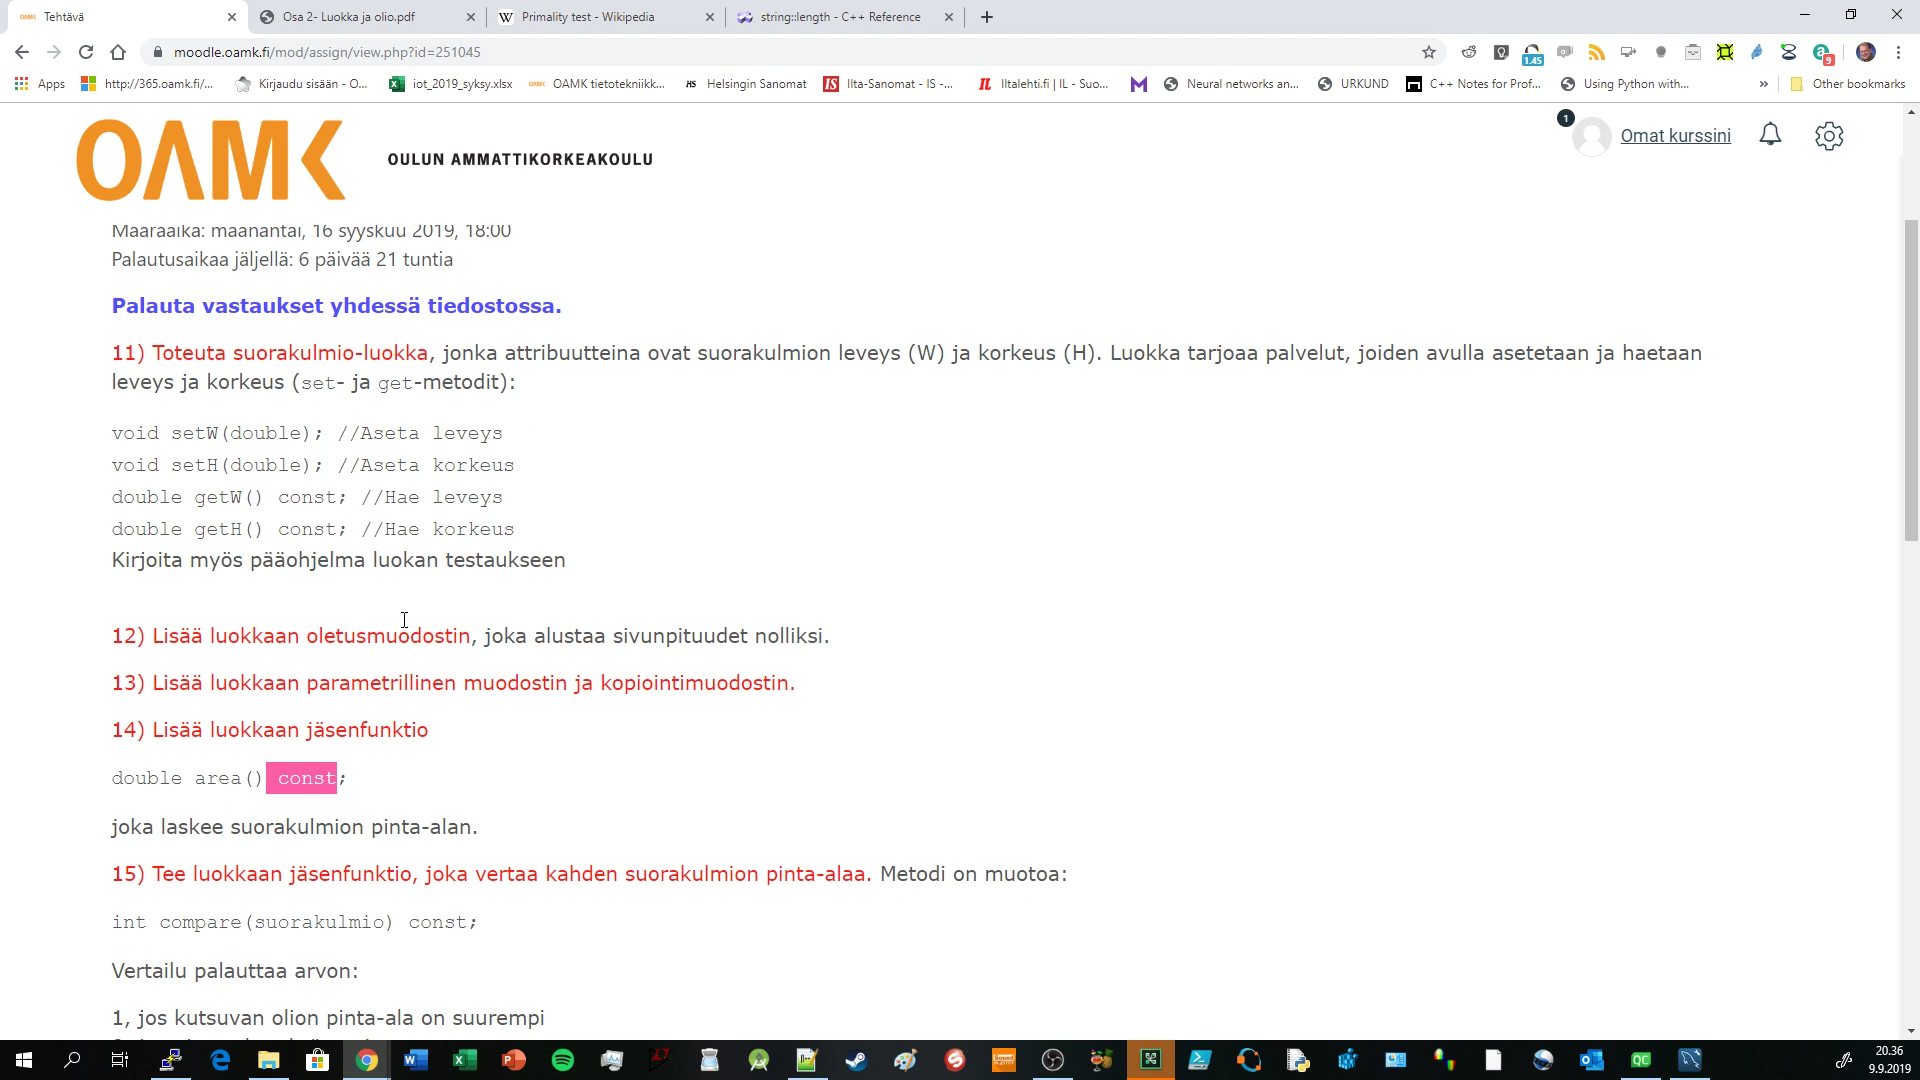 Tehtävä
Osa 2- Luokka ja olio.pdf
Primality test - Wikipedia
string::length - C++ Reference
moodle.oamk.fi/mod/assign/view.php?id=251045
1.45
9
Apps
http://365.oamk.fi/...
Kirjaudu sisään - O...
iot_2019_syksy.xlsx
OAMK tietotekniikk...
HS Helsingin Sanomat
IS Ilta-Sanomat - IS -...
IL Iltalehti.fi | IL - Suo...
Neural networks an...
URKUND
C++ Notes for Prof...
Using Python with...
»
Other bookmarks
OAMK
OULUN AMMATTIKORKEAKOULU
1
Omat kurssini
Määräaika: maanantai, 16 syyskuu 2019, 18:00
Palautusaikaa jäljellä: 6 päivää 21 tuntia
Palauta vastaukset yhdessä tiedostossa.
11) Toteuta suorakulmio-luokka, jonka attribuutteina ovat suorakulmion leveys (W) ja korkeus (H). Luokka tarjoaa palvelut, joiden avulla asetetaan ja haetaan
leveys ja korkeus (set- ja get-metodit):
void setW(double); //Aseta leveys
void setH(double); //Aseta korkeus
double getW() const; //Hae leveys
double getH() const; //Hae korkeus
Kirjoita myös pääohjelma luokan testaukseen
12) Lisää luokkaan oletusmuodostin, joka alustaa sivunpituudet nolliksi.
13) Lisää luokkaan parametrillinen muodostin ja kopiointimuodostin.
14) Lisää luokkaan jäsenfunktio
double area() const;
joka laskee suorakulmion pinta-alan.
15) Tee luokkaan jäsenfunktio, joka vertaa kahden suorakulmion pinta-alaa. Metodi on muotoa:
int compare(suorakulmio) const;
Vertailu palauttaa arvon:
1, jos kutsuvan olion pinta-ala on suurempi
20.36
9.9.2019